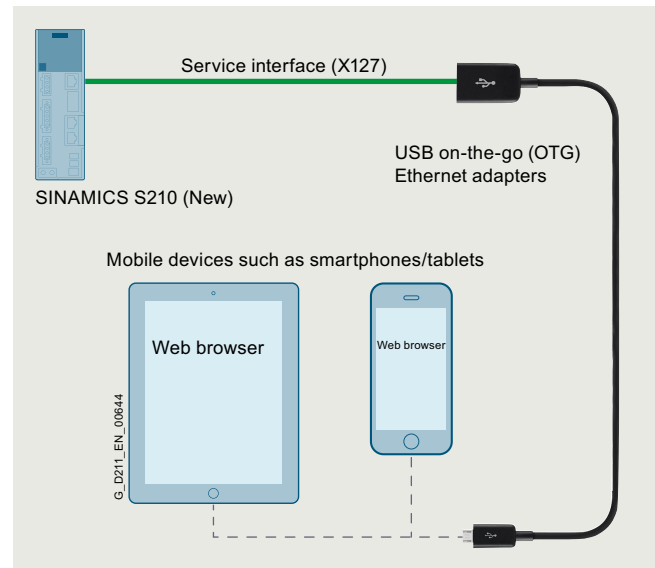 Service interface (X127)
USB on-the-go (OTG)
Ethernet adapters
SINAMICS S210 (New)
Mobile devices such as smartphones/tablets
Web browser
Web browser
G_D211_EN_00644